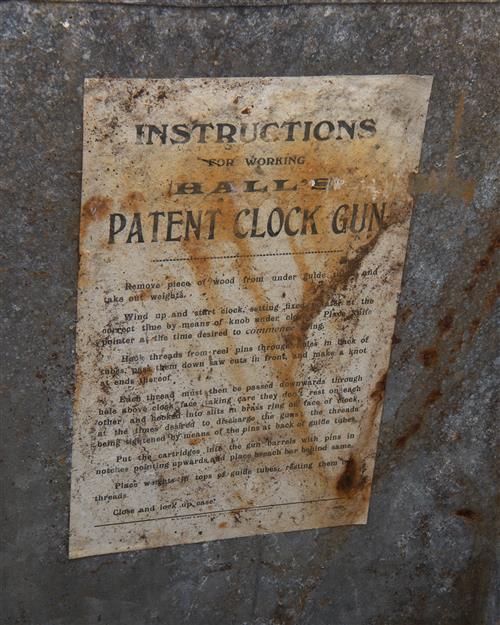 INSTRUCTIONS
FOR WORKING
HALL'S
PATENT CLOCK GUN
Remove piece of wood from under guide and
take out weights.
Wind up and start clock, setting fixed at the
correct time by means of knob under Place knife
pointer at the time desired to commence
Hook threads from reel pins through holes in back of
tubes, pass them down saw cuts in front, and make a knot
at ends thereof.
Each thread must then be passed downwards through
hole above clock face, taking care they don't rest on each
other, and hooked into slits in brass ring on face of clock,
at the times desired to discharge the guns, the threads
being tightened by means of the pins at back of guide tubes
Put the cartridges into the gun barrels with pins in
notches pointing upwards, and place breach bar behind same.
Place weights in tops of guide tubes, resting them
threads
Close and lock up case.